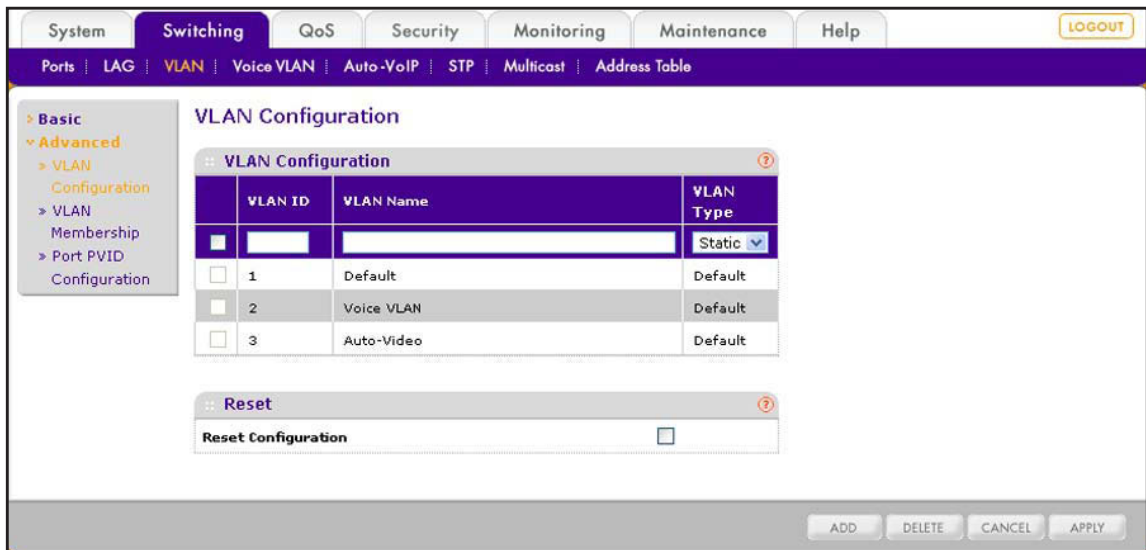 System Switching QoS Security Monitoring Maintenance Help LOGOUT
Ports LAG VLAN Voice VLAN Auto-VoIP STP Multicast Address Table
Basic
Advanced
VLAN
Configuration
VLAN
Membership
Port PVID
Configuration
VLAN Configuration
VLAN Configuration ?
VLAN ID VLAN Name VLAN
Type
Static
1 Default Default
2 Voice VLAN Default
3 Auto-Video Default
Reset ?
Reset Configuration
ADD DELETE CANCEL APPLY